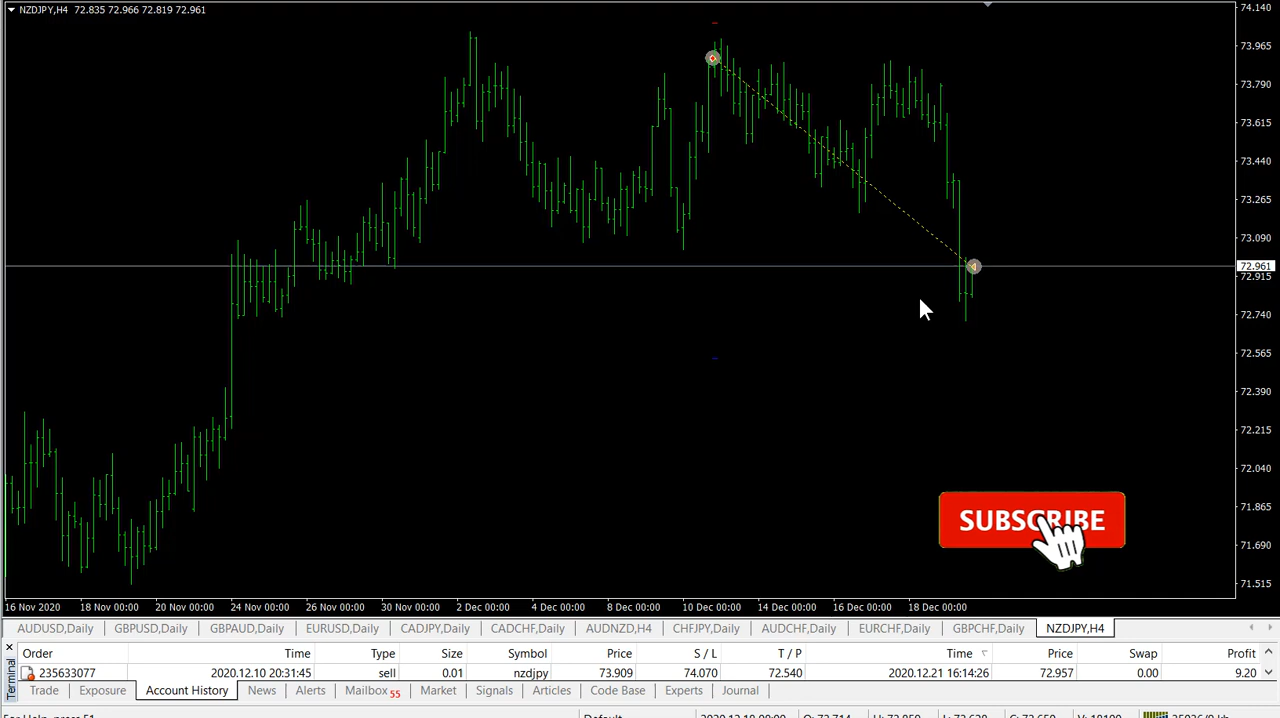 NZDJPY,H4 72.835 72.966 72.819 72.961
74.140
73.965
73.790
73.615
73.440
73.265
73.090
72.961
72.915
72.740
72.565
72.390
72.215
72.040
71.865
71.690
71.515
SUBSCRIBE
16 Nov 2020 18 Nov 00:00 20 Nov 00:00 24 Nov 00:00 26 Nov 00:00 30 Nov 00:00 2 Dec 00:00 4 Dec 00:00 8 Dec 00:00 10 Dec 00:00 14 Dec 00:00 16 Dec 00:00 18 Dec 00:00
AUDUSD,Daily GBPUSD,Daily GBPAUD,Daily EURUSD,Daily CADJPY,Daily CADCHF,Daily AUDNZD,H4 CHFJPY,Daily AUDCHF,Daily EURCHF,Daily GBPCHF,Daily NZDJPY,H4
Order Time Type Size Symbol Price S / L T / P Time Price Swap Profit
235633077 2020.12.10 20:31:45 sell 0.01 nzdjpy 73.909 74.070 72.540 2020.12.21 16:14:26 72.957 0.00 9.20
Terminal
Trade Exposure Account History News Alerts Mailbox 55 Market Signals Articles Code Base Experts Journal
For Help, press F1 Default